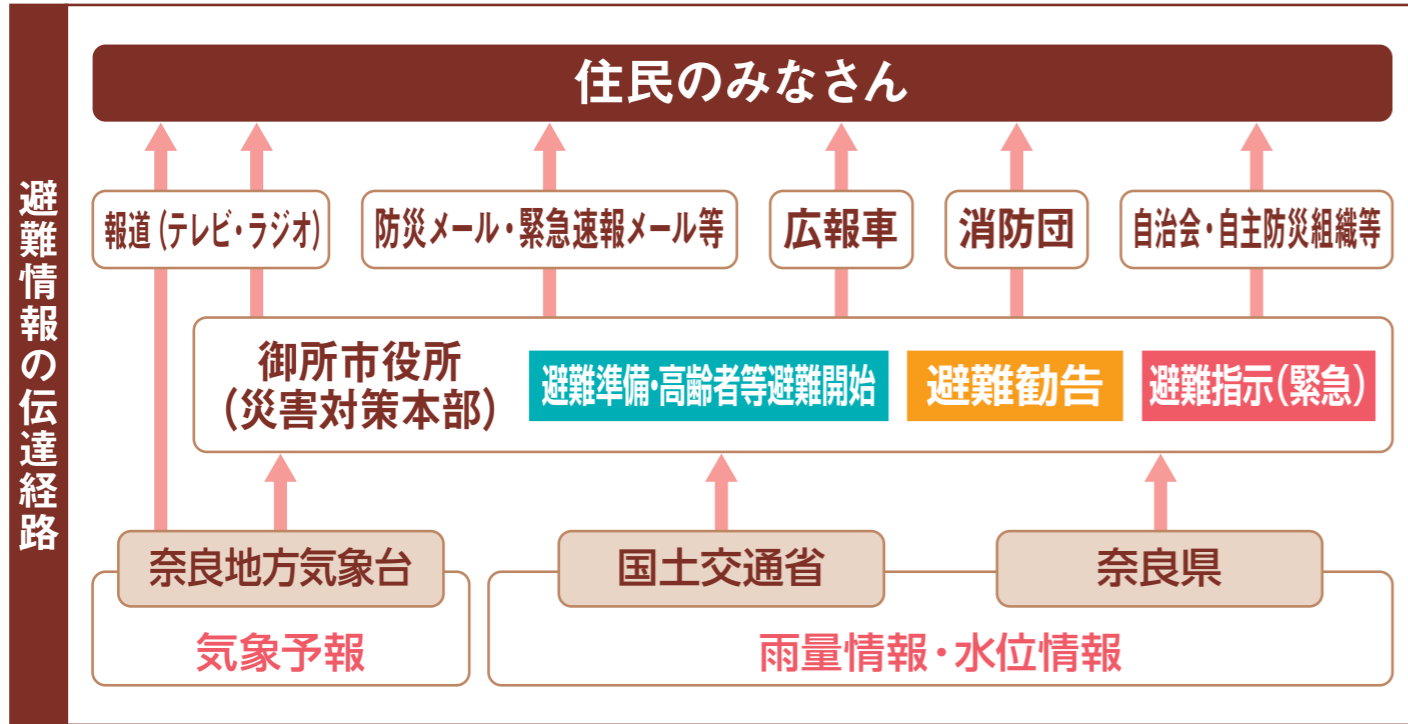 避難情報の伝達経路
住民のみなさん
報道(テレビ・ラジオ)
防災メール・緊急速報メール等
広報車
消防団
自治会・自主防災組織等
御所市役所
(災害対策本部)
避難準備・高齢者等避難開始
避難勧告
避難指示(緊急)
奈良地方気象台
国土交通省
奈良県
気象予報
雨量情報・水位情報